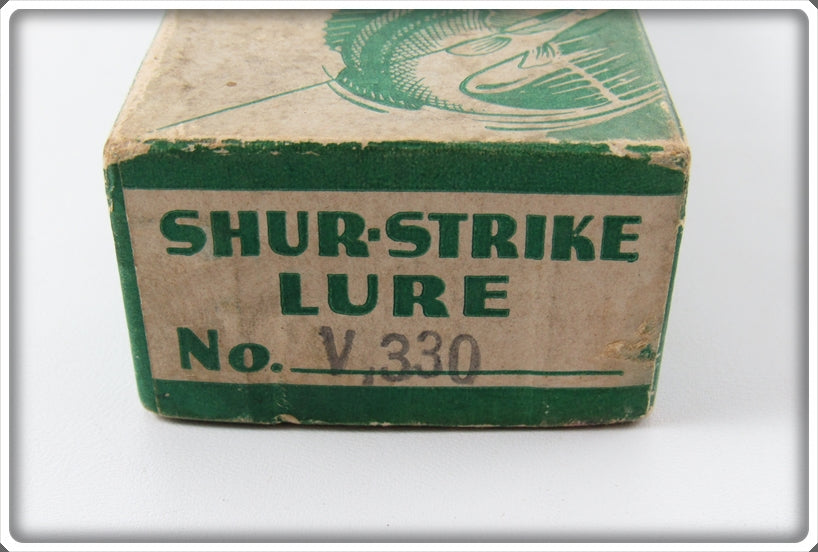 SHUR-STRIKE
LURE
No. V,330